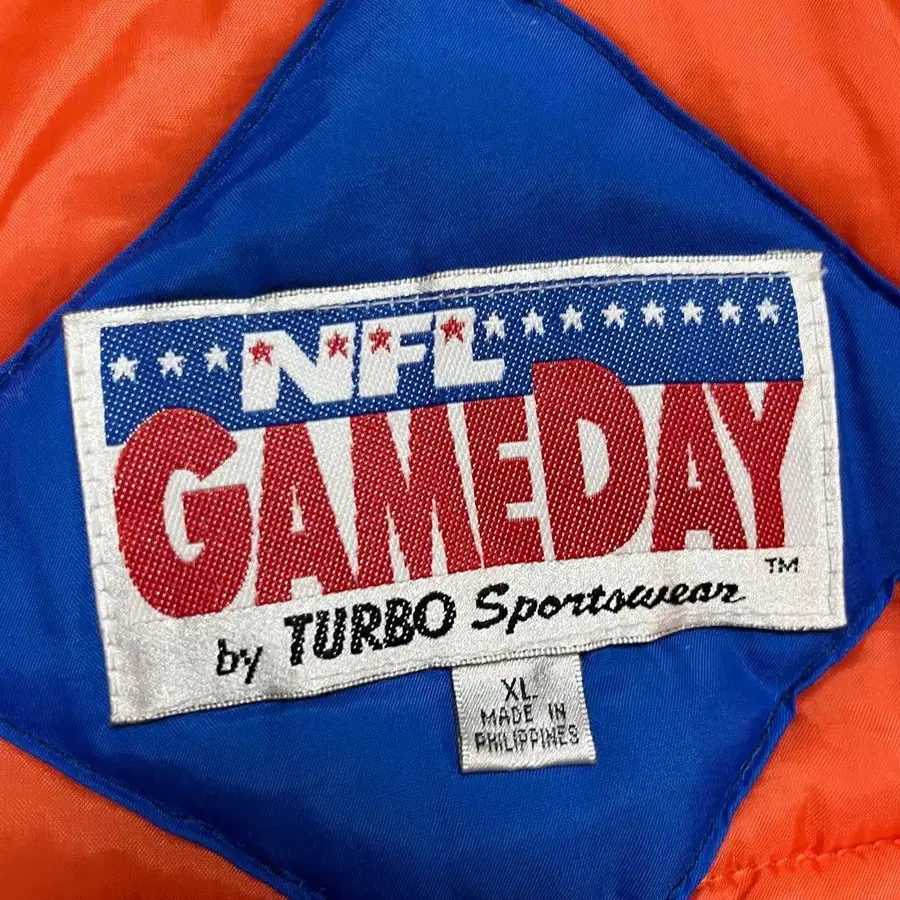 NFL
GAMEDAY
by TURBO Sportswear ™
XL
MADE IN
PHILIPPINES